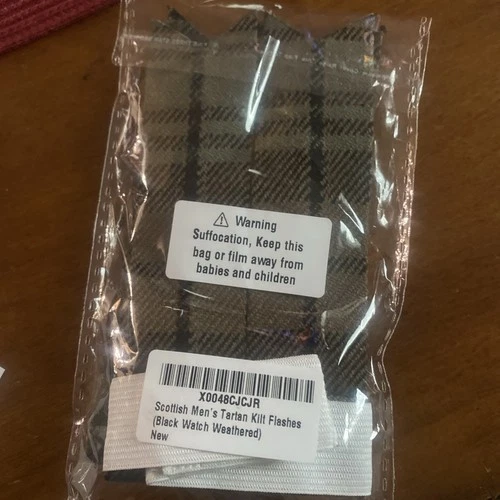 ⚠ Warning
Suffocation, Keep this
bag or film away from
babies and children
X0048CJCJR
Scottish Men's Tartan Kilt Flashes
(Black Watch Weathered)
New